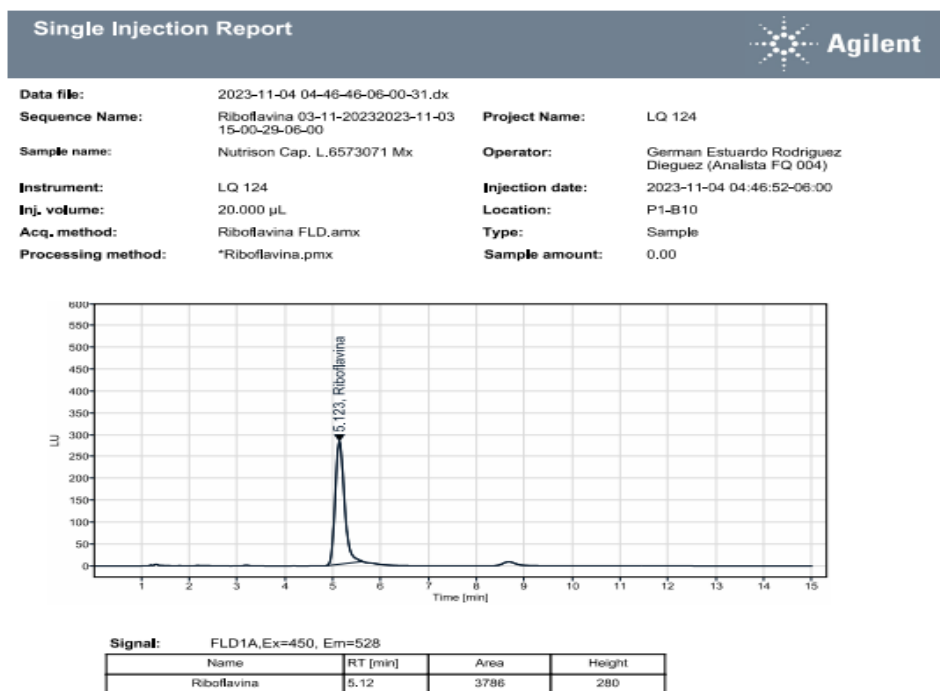 Single Injection Report
Agilent
Data file: 2023-11-04 04-46-46-06-00-31.dx
Sequence Name: Riboflavina 03-11-20232023-11-03 15-00-29-06-00 Project Name: LQ 124
Sample name: Nutrison Cap. L.6573071 Mx Operator: German Estuardo Rodriguez Dieguez (Analista FQ 004)
Instrument: LQ 124 Injection date: 2023-11-04 04:46:52-06:00
Inj. volume: 20.000 µL Location: P1-B10
Acq. method: Riboflavina FLD.amx Type: Sample
Processing method: *Riboflavina.pmx Sample amount: 0.00
600
550
500
450
400
350
300
250
200
150
100
50
0
LU
5.123, Riboflavina
1 2 3 4 5 6 7 8 9 10 11 12 13 14 15
Time [min]
Signal: FLD1A,Ex=450, Em=528
Name RT [min] Area Height
Riboflavina 5.12 3786 280